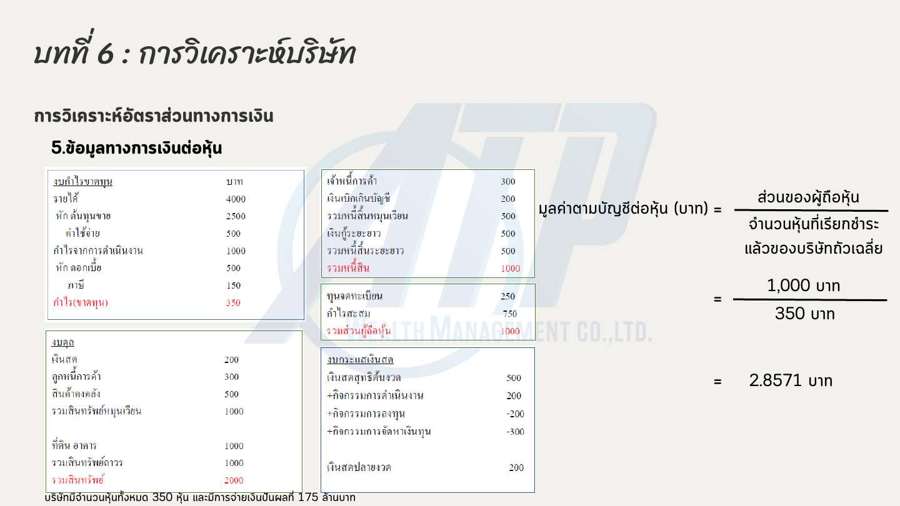 บทที่ 6 : การวิเคราะห์บริษัท
การวิเคราะห์อัตราส่วนทางการเงิน
5.ข้อมูลทางการเงินต่อหุ้น
งบกำไรขาดทุน บาท
รายได้ 4000
หัก ต้นทุนขาย 2500
ค่าใช้จ่าย 500
กำไรจากการดำเนินงาน 1000
หัก ดอกเบี้ย 500
ภาษี 150
กำไร(ขาดทุน) 350
งบดุล
เงินสด 200
ลูกหนี้การค้า 300
สินค้าคงคลัง 500
รวมสินทรัพย์หมุนเวียน 1000
ที่ดิน อาคาร 1000
รวมสินทรัพย์ถาวร 1000
รวมสินทรัพย์ 2000
เจ้าหนี้การค้า 300
เงินเบิกเกินบัญชี 200
รวมหนี้สินหมุนเวียน 500
เงินกู้ระยะยาว 500
รวมหนี้สินระยะยาว 500
รวมหนี้สิน 1000
ทุนจดทะเบียน 250
กำไรสะสม 750
รวมส่วนผู้ถือหุ้น 1000
งบกระแสเงินสด
เงินสดสุทธิต้นงวด 500
+กิจกรรมการดำเนินงาน 200
+กิจกรรมการลงทุน -200
+กิจกรรมการจัดหาเงินทุน -300
เงินสดปลายงวด 200
บริษัทมีจำนวนหุ้นทั้งหมด 350 หุ้น และมีการจ่ายเงินปันผลที่ 175 ล้านบาท
มูลค่าตามบัญชีต่อหุ้น (บาท) = ส่วนของผู้ถือหุ้น
จำนวนหุ้นที่เรียกชำระ
แล้วของบริษัทถัวเฉลี่ย
= 1,000 บาท
350 บาท
= 2.8571 บาท
ATP
WEALTH MANAGEMENT CO.,LTD.